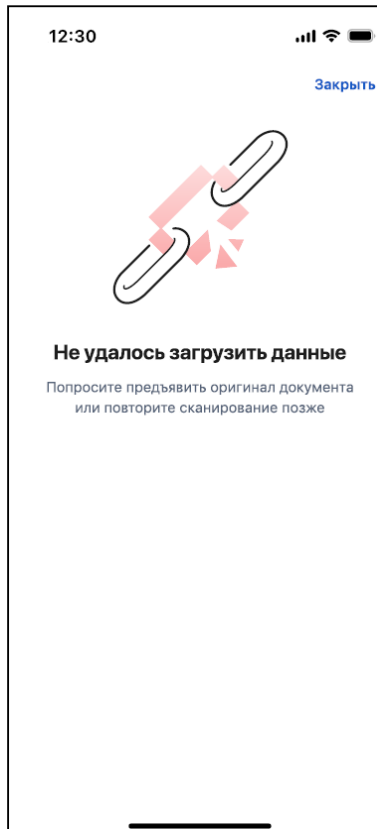 12:30
Закрыть
Не удалось загрузить данные
Попросите предъявить оригинал документа
или повторите сканирование позже